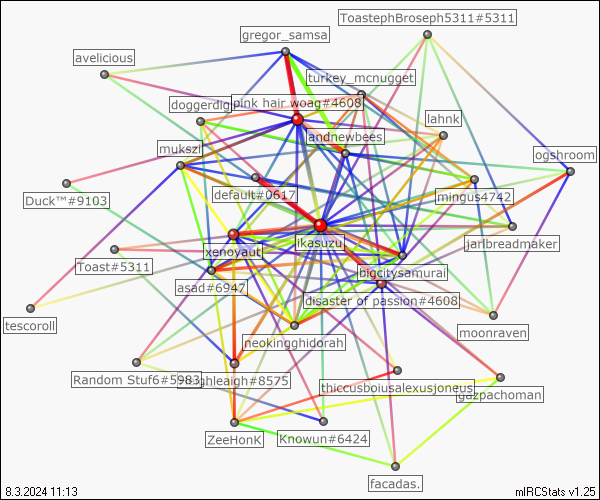 ToastephBroseph5311#5311
gregor_samsa
avelicious
turkey_mcnugget
doggerdig
pink hair woag#4608
lahnk
andnewbees
mukszi
ogshroom
default#0617
mingus4742
Duck™#9103
ikasuzu
jarlbreadmaker
xenoyaut
Toast#5311
bigcitysamurai
asad#6947
disaster of passion#4608
tescoroll
moonraven
neokingghidorah
Random Stuf6#5983
ighleaigh#8575
thiccusboiusalexusjoneus
gazpachoman
ZeeHonK
Knowun#6424
facadas.
8.3.2024 11:13
mIRCStats v1.25